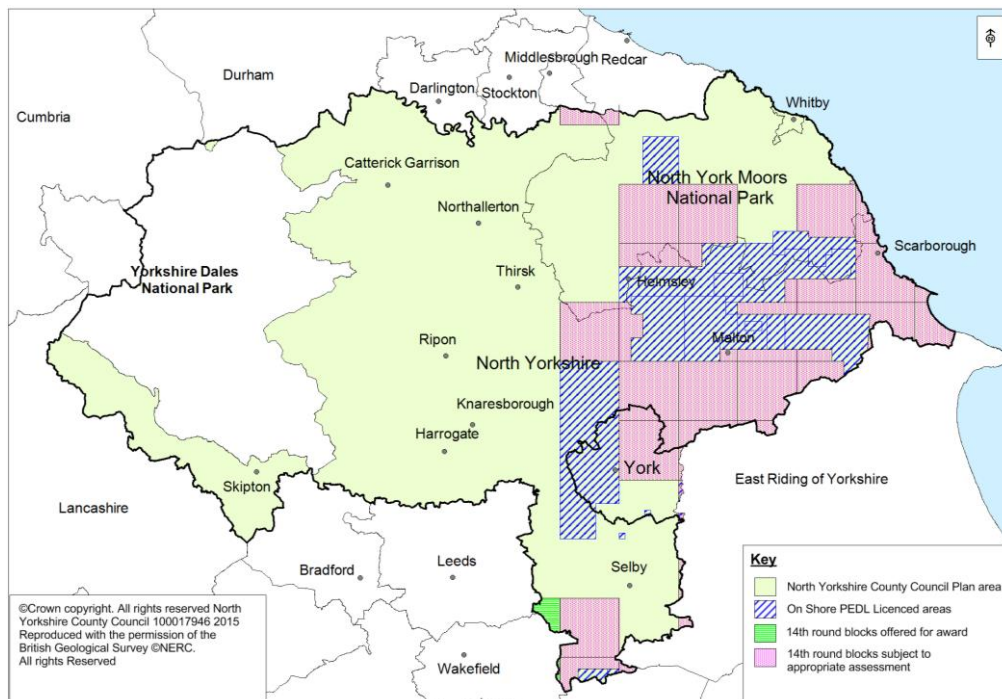 Middlesbrough
Redcar
Durham
Darlington
Stockton
Cumbria
Whitby
Catterick Garrison
North York Moors
National Park
Northallerton
Scarborough
Yorkshire Dales
National Park
Thirsk
Helmsley
Ripon
Malton
North Yorkshire
Knaresborough
Harrogate
York
Skipton
East Riding of Yorkshire
Lancashire
Bradford
Leeds
Selby
Wakefield
Key
North Yorkshire County Council Plan area
On Shore PEDL Licenced areas
14th round blocks offered for award
14th round blocks subject to
appropriate assessment
©Crown copyright. All rights reserved North
Yorkshire County Council 100017946 2015
Reproduced with the permission of the
British Geological Survey ©NERC.
All rights Reserved